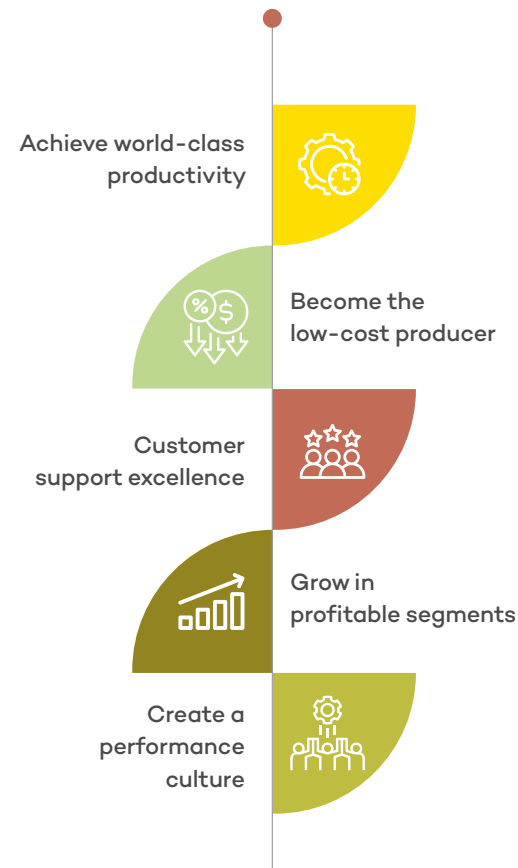 Achieve world-class
productivity
%
$
Become the
low-cost producer
Customer
support excellence
Grow in
profitable segments
Create a
performance
culture